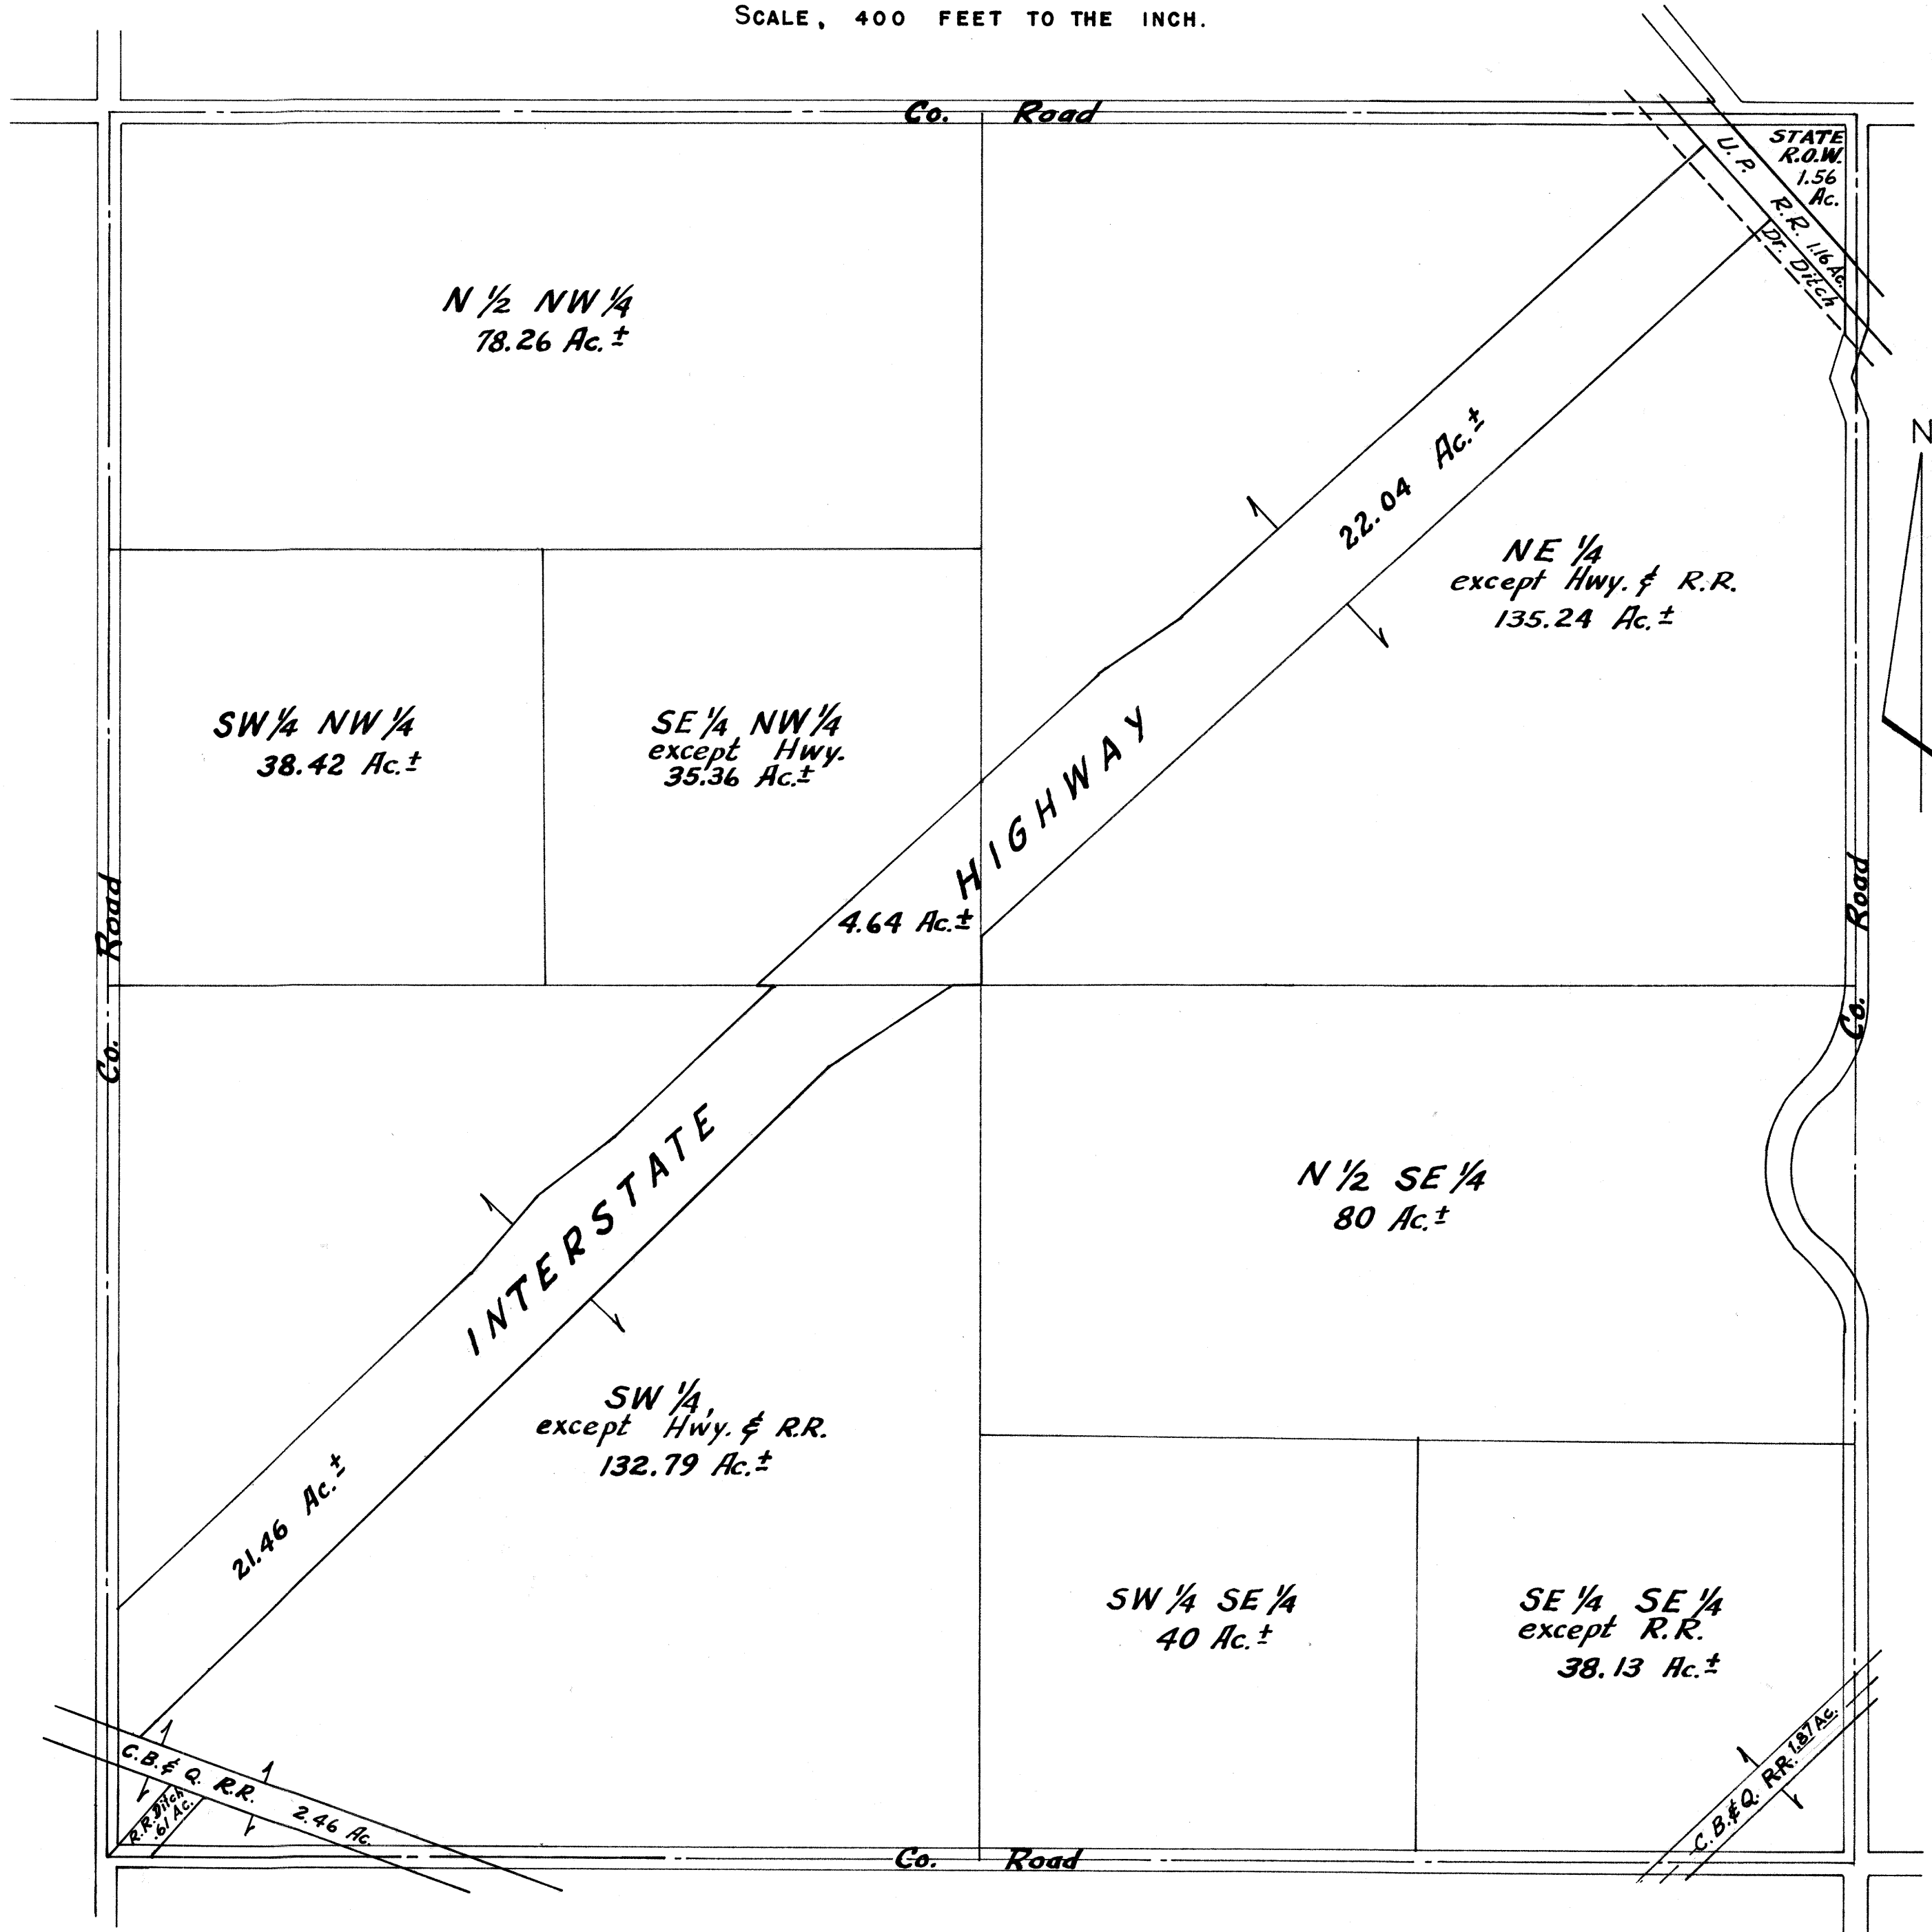 SCALE, 400 FEET TO THE INCH.
Co. Road
STATE
R.O.W.
1.56
Ac.
U.P. R.R. 1.16 Ac.
Dr. Ditch
N ½ NW ¼
78.26 Ac.±
22.04 Ac.±
N
NE ¼
except Hwy. & R.R.
135.24 Ac.±
SW ¼ NW ¼
38.42 Ac.±
SE ¼ NW ¼
except Hwy.
35.36 Ac.±
INTERSTATE HIGHWAY
4.64 Ac.±
Co. Road
Co. Road
N ½ SE ¼
80 Ac.±
SW ¼,
except Hwy. & R.R.
132.79 Ac.±
21.46 Ac.±
SW ¼ SE ¼
40 Ac.±
SE ¼ SE ¼
except R.R.
38.13 Ac.±
C.B.& Q. R.R. 2.46 Ac.
R.R. Ditch
.61 Ac.
C.B.& Q. R.R. 1.87 Ac.
Co. Road